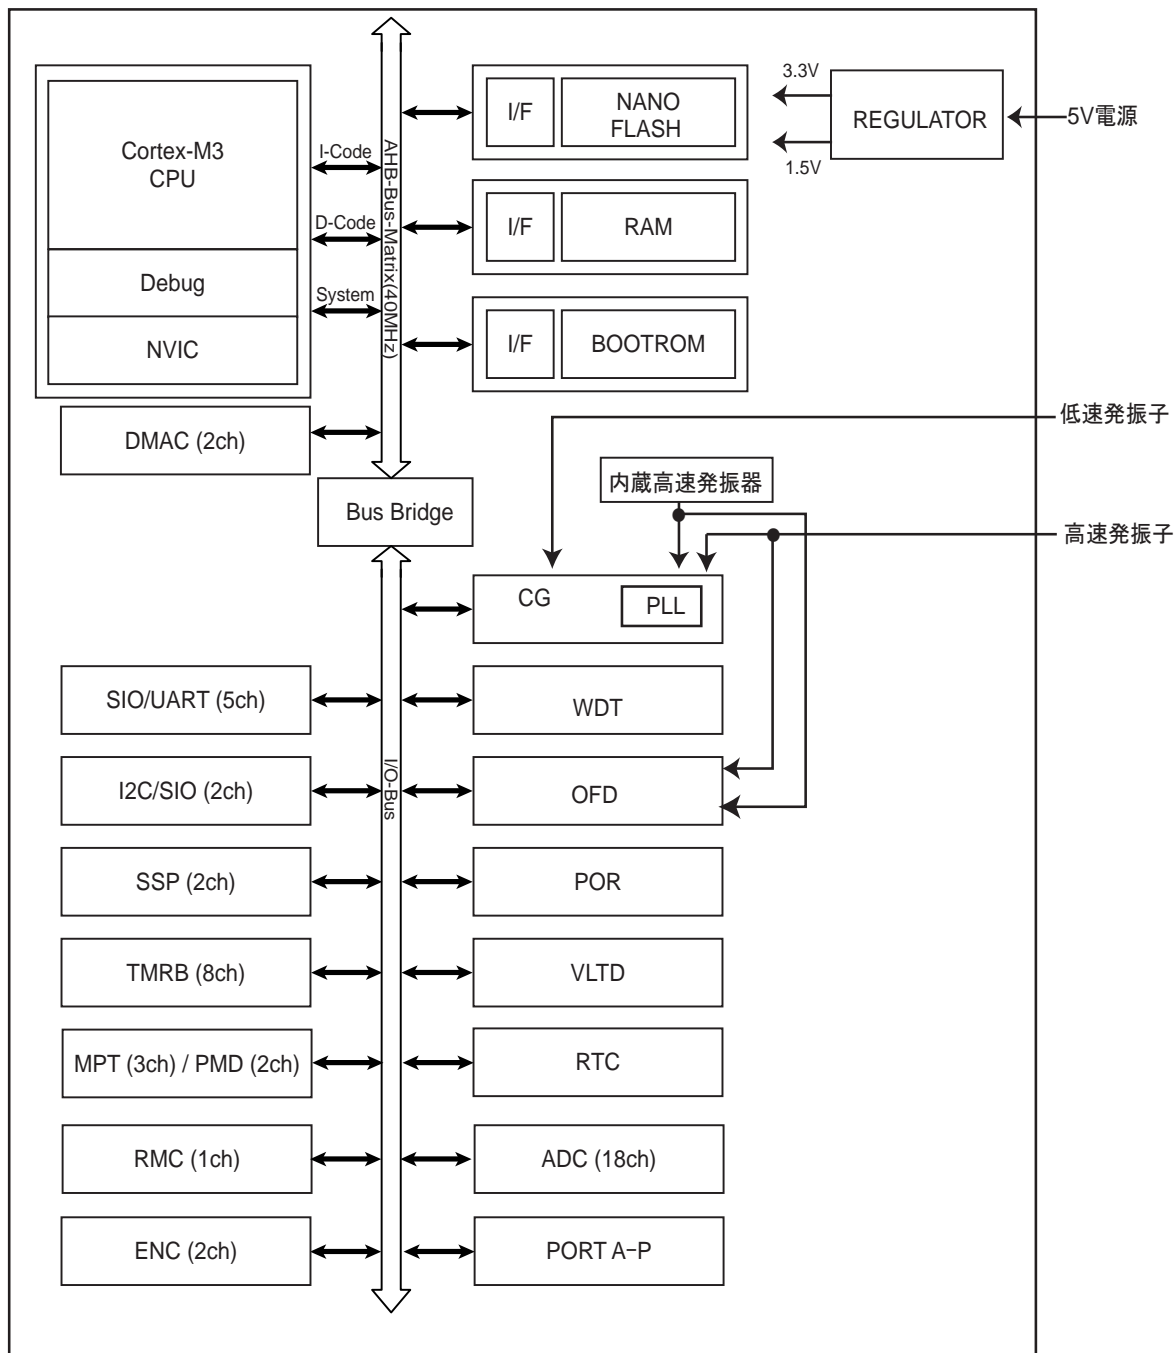 Cortex-M3
CPU
Debug
NVIC
I-Code
D-Code
System
AHB-Bus-Matrix(40MHz)
I/F
NANO
FLASH
I/F
RAM
I/F
BOOTROM
3.3V
1.5V
REGULATOR
5V電源
DMAC (2ch)
Bus Bridge
低速発振子
内蔵高速発振器
高速発振子
CG
PLL
I/O-Bus
SIO/UART (5ch)
WDT
I2C/SIO (2ch)
OFD
SSP (2ch)
POR
TMRB (8ch)
VLTD
MPT (3ch) / PMD (2ch)
RTC
RMC (1ch)
ADC (18ch)
ENC (2ch)
PORT A-P